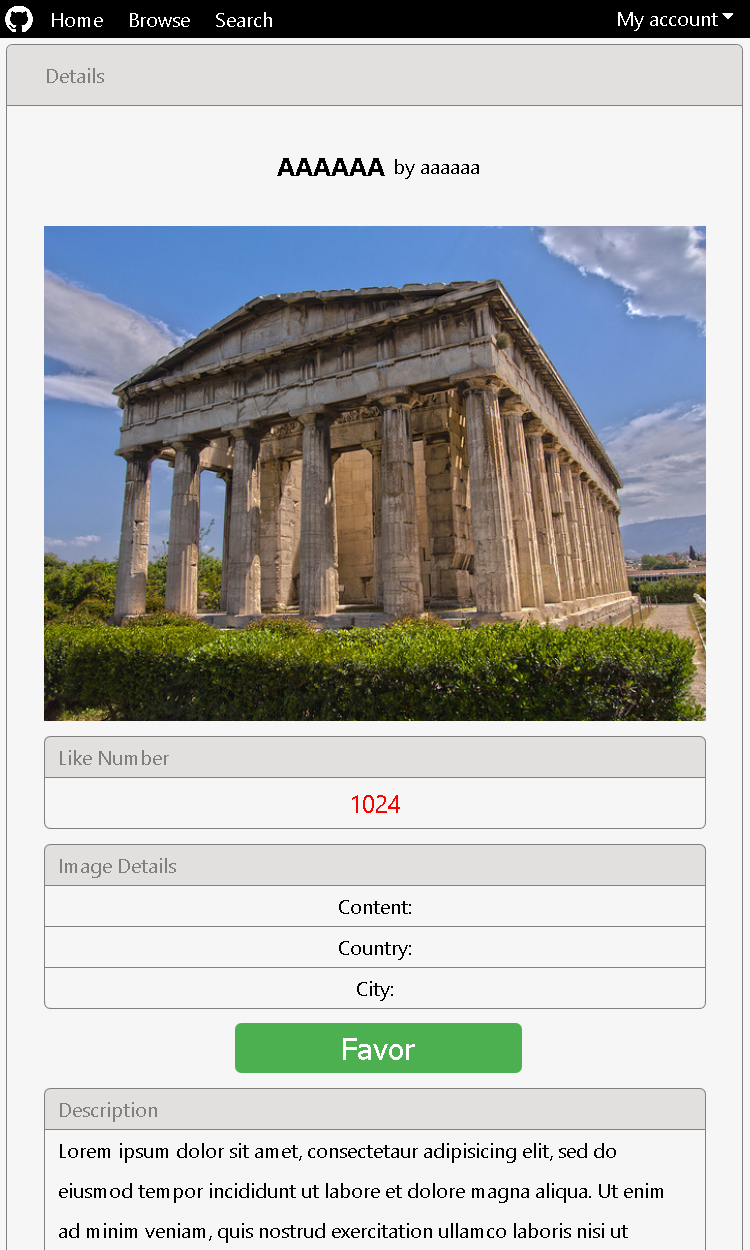 Home Browse Search My account
Details
AAAAAA by aaaaaa
Like Number
1024
Image Details
Content:
Country:
City:
Favor
Description
Lorem ipsum dolor sit amet, consectetaur adipisicing elit, sed do
eiusmod tempor incididunt ut labore et dolore magna aliqua. Ut enim
ad minim veniam, quis nostrud exercitation ullamco laboris nisi ut